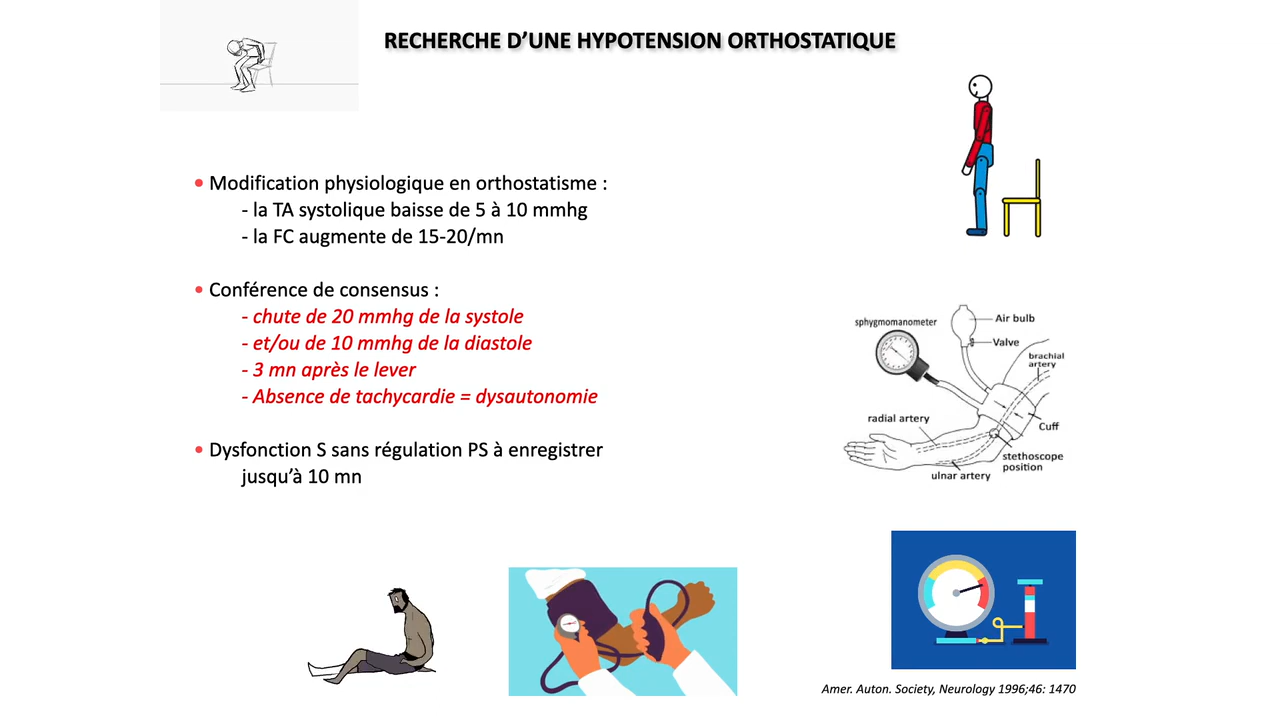 RECHERCHE D’UNE HYPOTENSION ORTHOSTATIQUE
• Modification physiologique en orthostatisme :
- la TA systolique baisse de 5 à 10 mmhg
- la FC augmente de 15-20/mn
• Conférence de consensus :
- chute de 20 mmhg de la systole
- et/ou de 10 mmhg de la diastole
- 3 mn après le lever
- Absence de tachycardie = dysautonomie
• Dysfonction S sans régulation PS à enregistrer
jusqu’à 10 mn
sphygmomanometer
Air bulb
Valve
brachial
artery
radial artery
Cuff
stethoscope
position
ulnar artery
Amer. Auton. Society, Neurology 1996;46: 1470